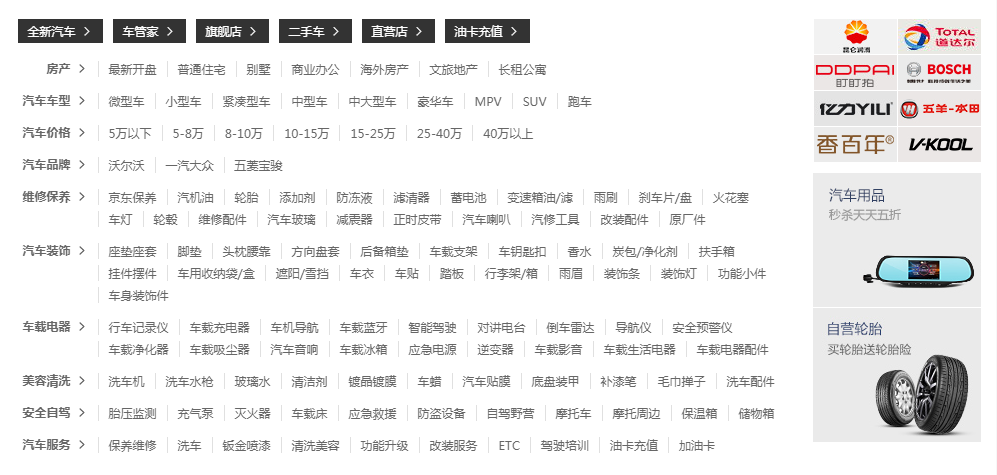 全新汽车 车管家 旗舰店 二手车 直营店 油卡充值
房产 最新开盘 普通住宅 别墅 商业办公 海外房产 文旅地产 长租公寓
汽车车型 微型车 小型车 紧凑型车 中型车 中大型车 豪华车 MPV SUV 跑车
汽车价格 5万以下 5-8万 8-10万 10-15万 15-25万 25-40万 40万以上
汽车品牌 沃尔沃 一汽大众 五菱宝骏
维修保养 京东保养 汽机油 轮胎 添加剂 防冻液 滤清器 蓄电池 变速箱油/滤 雨刷 刹车片/盘 火花塞
车灯 轮毂 维修配件 汽车玻璃 减震器 正时皮带 汽车喇叭 汽修工具 改装配件 原厂件
汽车装饰 座垫座套 脚垫 头枕腰靠 方向盘套 后备箱垫 车载支架 车钥匙扣 香水 炭包/净化剂 扶手箱
挂件摆件 车用收纳袋/盒 遮阳/雪挡 车衣 车贴 踏板 行李架/箱 雨眉 装饰条 装饰灯 功能小件
车身装饰件
车载电器 行车记录仪 车载充电器 车机导航 车载蓝牙 智能驾驶 对讲电台 倒车雷达 导航仪 安全预警仪
车载净化器 车载吸尘器 汽车音响 车载冰箱 应急电源 逆变器 车载影音 车载生活电器 车载电器配件
美容清洗 洗车机 洗车水枪 玻璃水 清洁剂 镀晶镀膜 车蜡 汽车贴膜 底盘装甲 补漆笔 毛巾掸子 洗车配件
安全自驾 胎压监测 充气泵 灭火器 车载床 应急救援 防盗设备 自驾野营 摩托车 摩托周边 保温箱 储物箱
汽车服务 保养维修 洗车 钣金喷漆 清洗美容 功能升级 改装服务 ETC 驾驶培训 油卡充值 加油卡
昆仑润滑 TOTAL
道达尔
DDPAI BOSCH
盯盯拍
亿力YILI 五羊-本田
香百年® V-KOOL
汽车用品
秒杀天天五折
自营轮胎
买轮胎送轮胎险